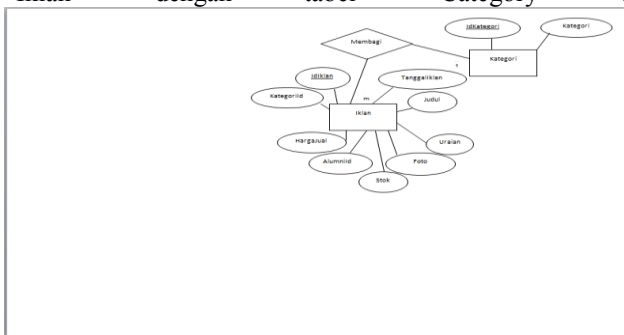 Iklan dengan tabel Category
IdKategori
Kategori
Membagi
Kategori
1
IdIklan
TanggalIklan
KategoriId
m
Judul
Iklan
HargaJual
Uraian
AlumniId
Foto
Stok